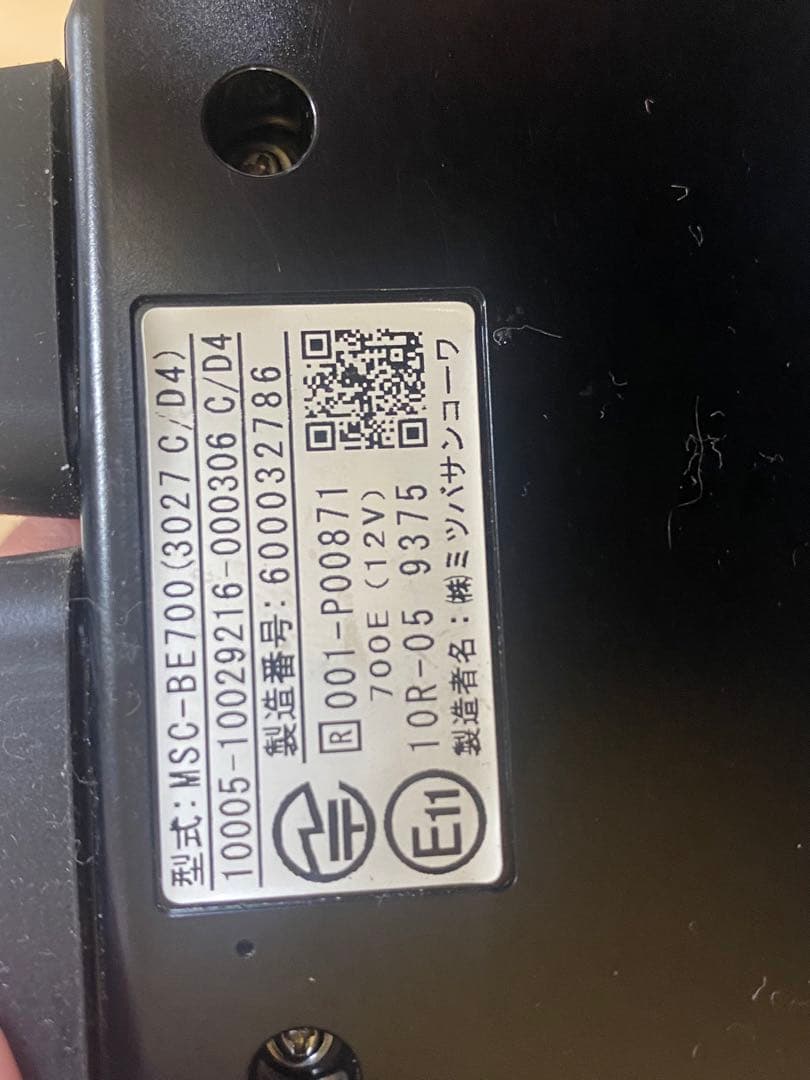 型式:MSC-BE700(3027 C/D4)
10005-10029216-000306 C/D4
製造番号:600032786
R 001-P00871
700E (12V)
10R-05 9375
E11
製造者名:㈱ミツバサンコーワ